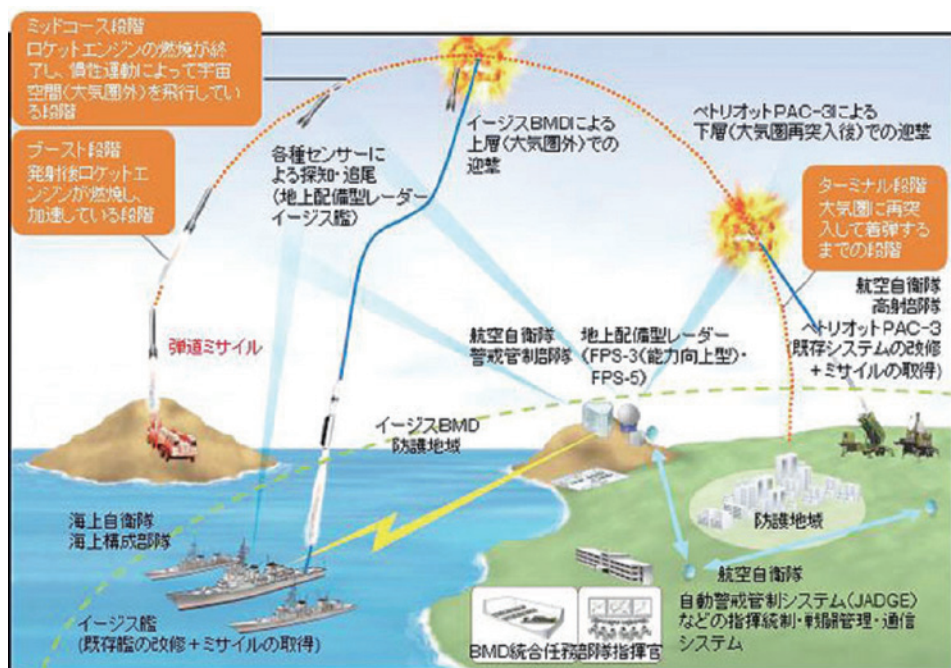 ミッドコース段階
ロケットエンジンの燃焼が終
了し、慣性運動によって宇宙
空間(大気圏外)を飛行してい
る段階
ブースト段階
発射後ロケットエ
ンジンが燃焼し、
加速している段階
各種センサーに
よる探知・追尾
(地上配備型レーダー
イージス艦)
イージスBMDによる
上層(大気圏外)での
迎撃
ペトリオットPAC-3による
下層(大気圏再突入後)での迎撃
ターミナル段階
大気圏に再突
入して着弾する
までの段階
弾道ミサイル
航空自衛隊
警戒管制部隊
地上配備型レーダー
(FPS-3(能力向上型)・
FPS-5)
航空自衛隊
高射部隊
ペトリオットPAC-3
(既存システムの改修
+ミサイルの取得)
イージスBMD
防護地域
海上自衛隊
海上構成部隊
イージス艦
(既存艦の改修+ミサイルの取得)
防護地域
航空自衛隊
自動警戒管制システム(JADGE)
などの指揮統制・戦闘管理・通信
システム
BMD統合任務部隊指揮官